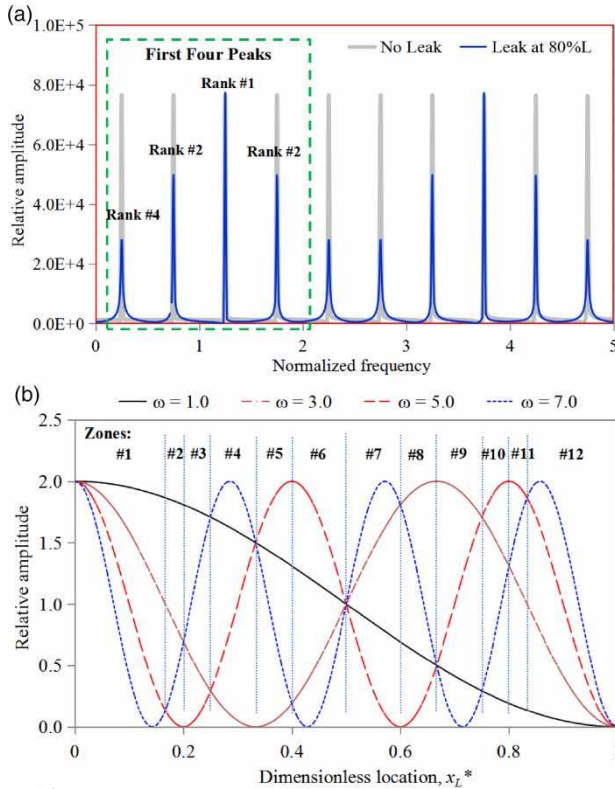 (a)
1.0E+5
8.0E+4
6.0E+4
4.0E+4
2.0E+4
0.0E+0
Relative amplitude
First Four Peaks
No Leak
Leak at 80%L
Rank #1
Rank #2
Rank #2
Rank #4
0 1 2 3 4 5
Normalized frequency
(b)
ω = 1.0 ω = 3.0 ω = 5.0 ω = 7.0
2.5
2.0
1.5
1.0
0.5
0.0
Relative amplitude
Zones:
#1 #2 #3 #4 #5 #6 #7 #8 #9 #10 #11 #12
0 0.2 0.4 0.6 0.8
Dimensionless location, xL*